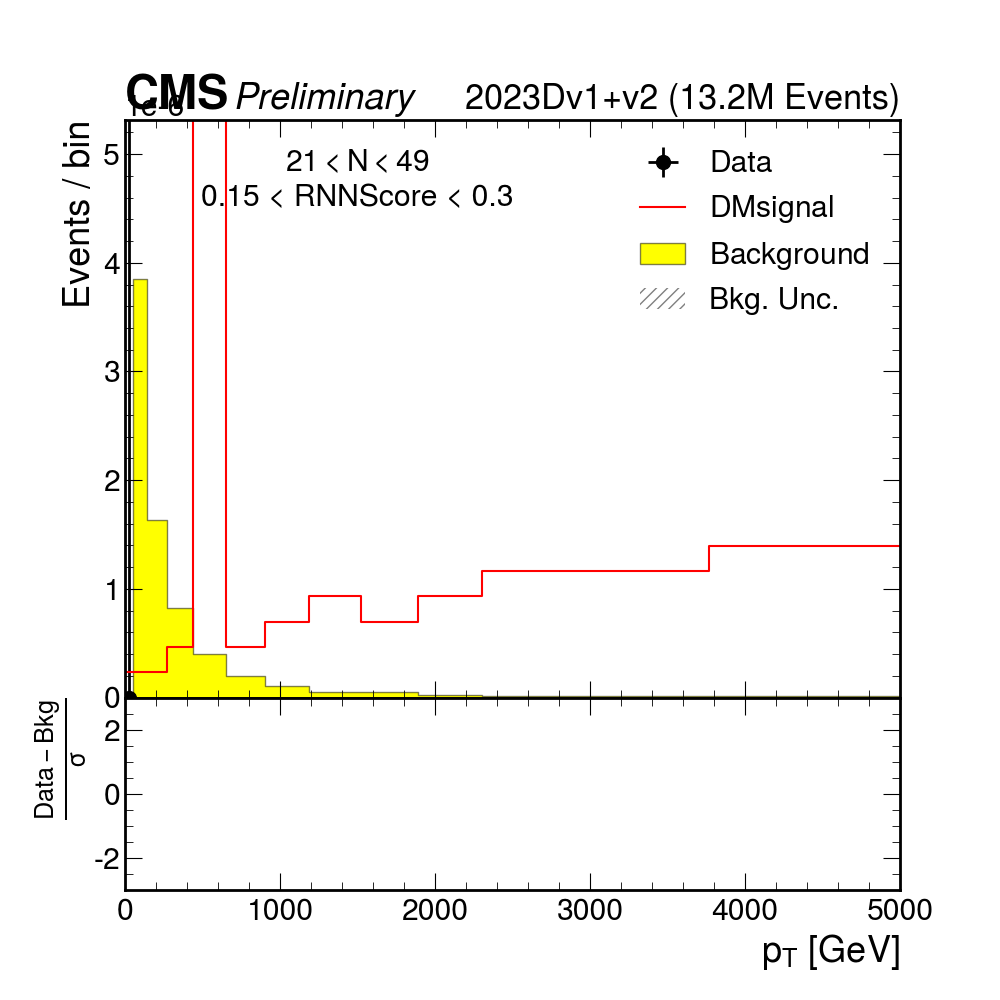 CMS Preliminary 2023Dv1+v2 (13.2M Events)
Events / bin
21 < N < 49
0.15 < RNNScore < 0.3
Data
DMsignal
Background
Bkg. Unc.
5
4
3
2
1
0
Data – Bkg
σ
2
0
-2
0 1000 2000 3000 4000 5000
pT [GeV]